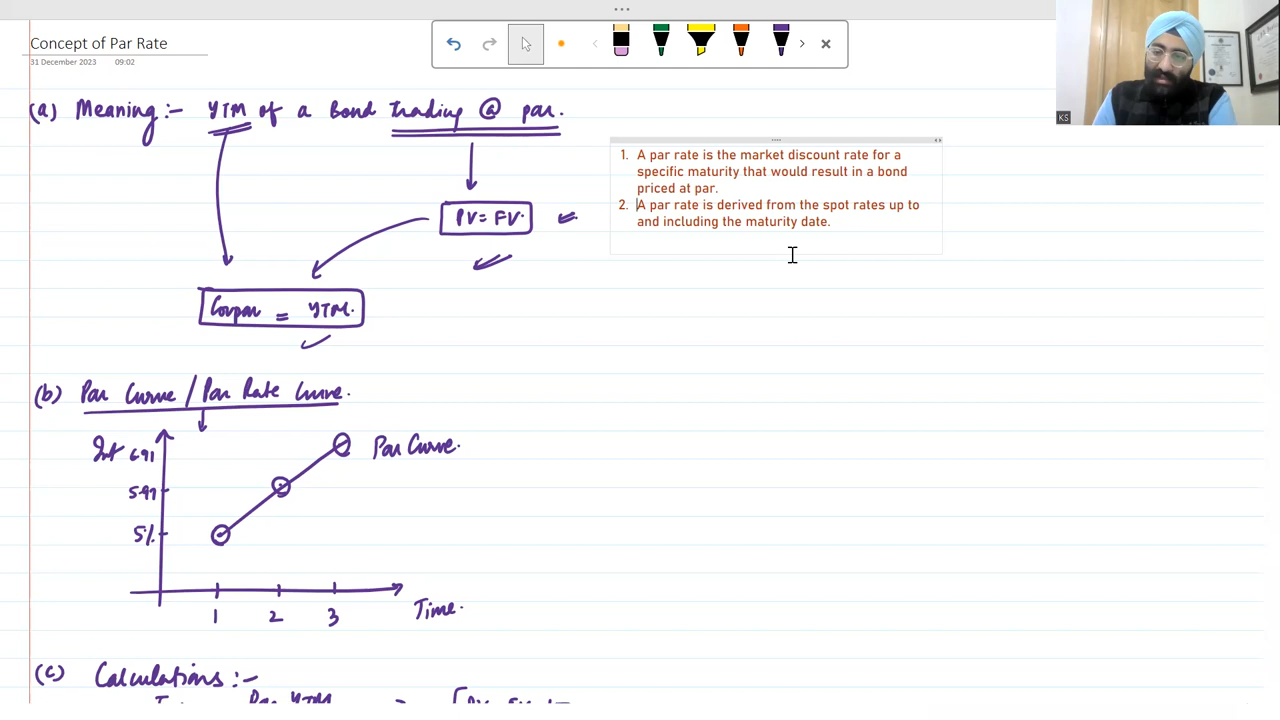 Concept of Par Rate
31 December 2023 09:02
(a) Meaning :- YTM of a Bond trading @ par.
1. A par rate is the market discount rate for a
specific maturity that would result in a bond
priced at par.
2. A par rate is derived from the spot rates up to
and including the maturity date.
PV = FV.
Coupon = YTM.
(b) Par Curve / Par Rate Curve.
Int 6.91
Par Curve.
5.97
5%
1 2 3
Time.
(c) Calculations :-
KS